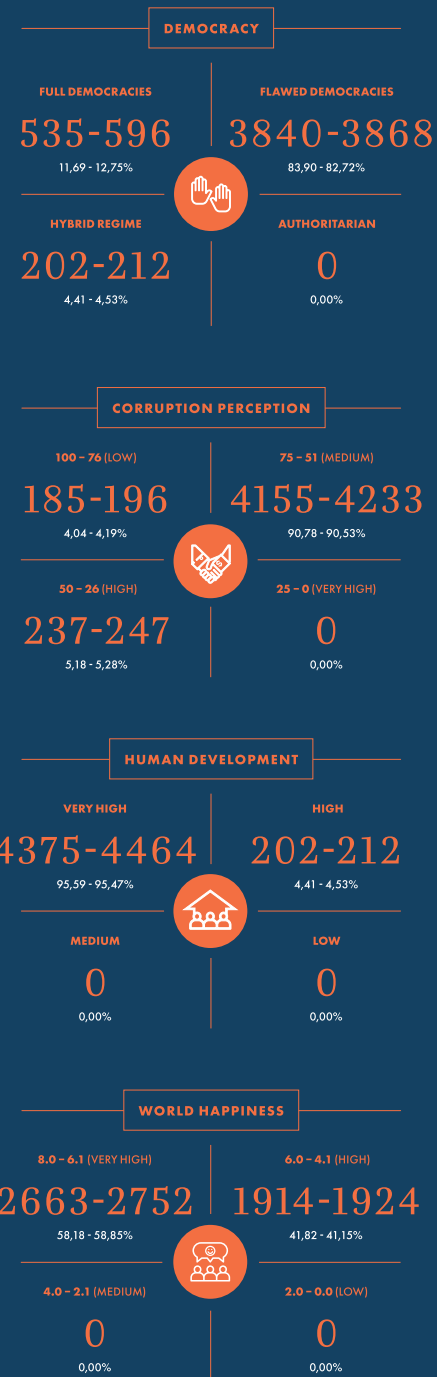 DEMOCRACY
FULL DEMOCRACIES
535-596
11,69 - 12,75%
FLAWED DEMOCRACIES
3840-3868
83,90 - 82,72%
HYBRID REGIME
202-212
4,41 - 4,53%
AUTHORITARIAN
0
0,00%
CORRUPTION PERCEPTION
100 – 76 (LOW)
185-196
4,04 - 4,19%
75 – 51 (MEDIUM)
4155-4233
90,78 - 90,53%
50 – 26 (HIGH)
237-247
5,18 - 5,28%
25 – 0 (VERY HIGH)
0
0,00%
HUMAN DEVELOPMENT
VERY HIGH
4375-4464
95,59 - 95,47%
HIGH
202-212
4,41 - 4,53%
MEDIUM
0
0,00%
LOW
0
0,00%
WORLD HAPPINESS
8.0 – 6.1 (VERY HIGH)
2663-2752
58,18 - 58,85%
6.0 – 4.1 (HIGH)
1914-1924
41,82 - 41,15%
4.0 – 2.1 (MEDIUM)
0
0,00%
2.0 – 0.0 (LOW)
0
0,00%